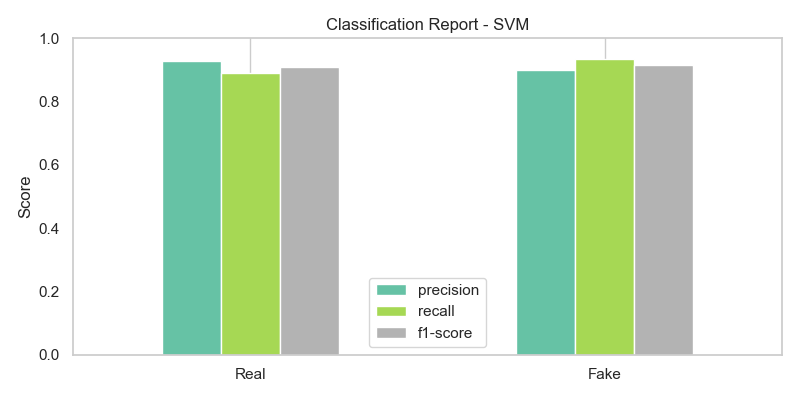 Classification Report - SVM
1.0
0.8
0.6
0.4
0.2
0.0
Score
precision
recall
f1-score
Real
Fake